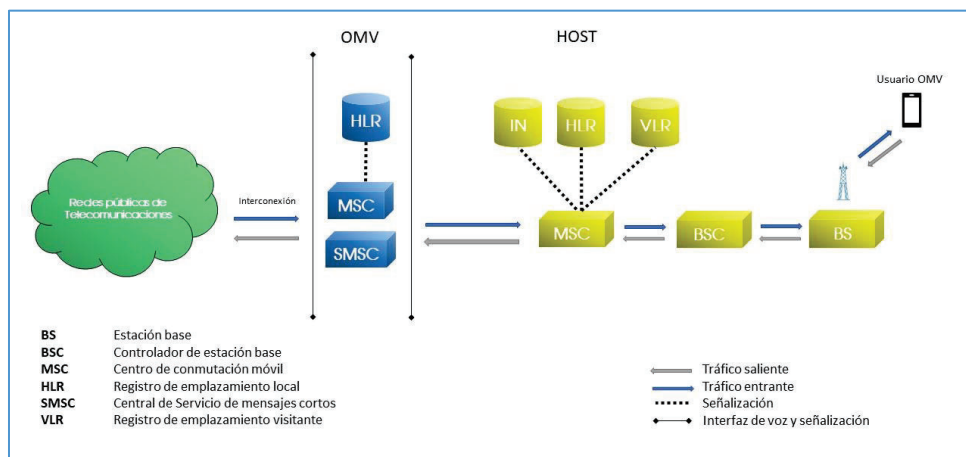 OMV
HOST
Usuario OMV
HLR
IN
HLR
VLR
Redes públicas de
Telecomunicaciones
Interconexión
MSC
SMSC
MSC
BSC
BS
BS Estación base
BSC Controlador de estación base
MSC Centro de conmutación móvil
HLR Registro de emplazamiento local
SMSC Central de Servicio de mensajes cortos
VLR Registro de emplazamiento visitante
Tráfico saliente
Tráfico entrante
Señalización
Interfaz de voz y señalización